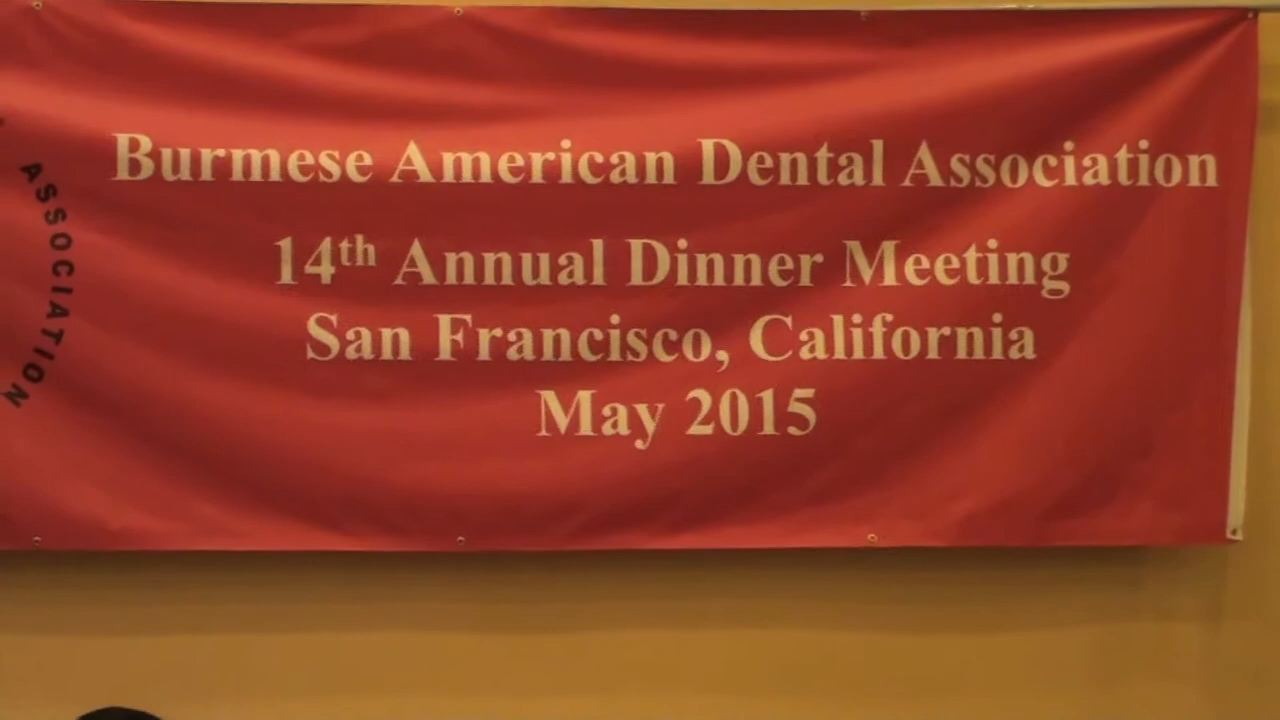 Burmese American Dental Association
14th Annual Dinner Meeting
San Francisco, California
May 2015
ASSOCIATION